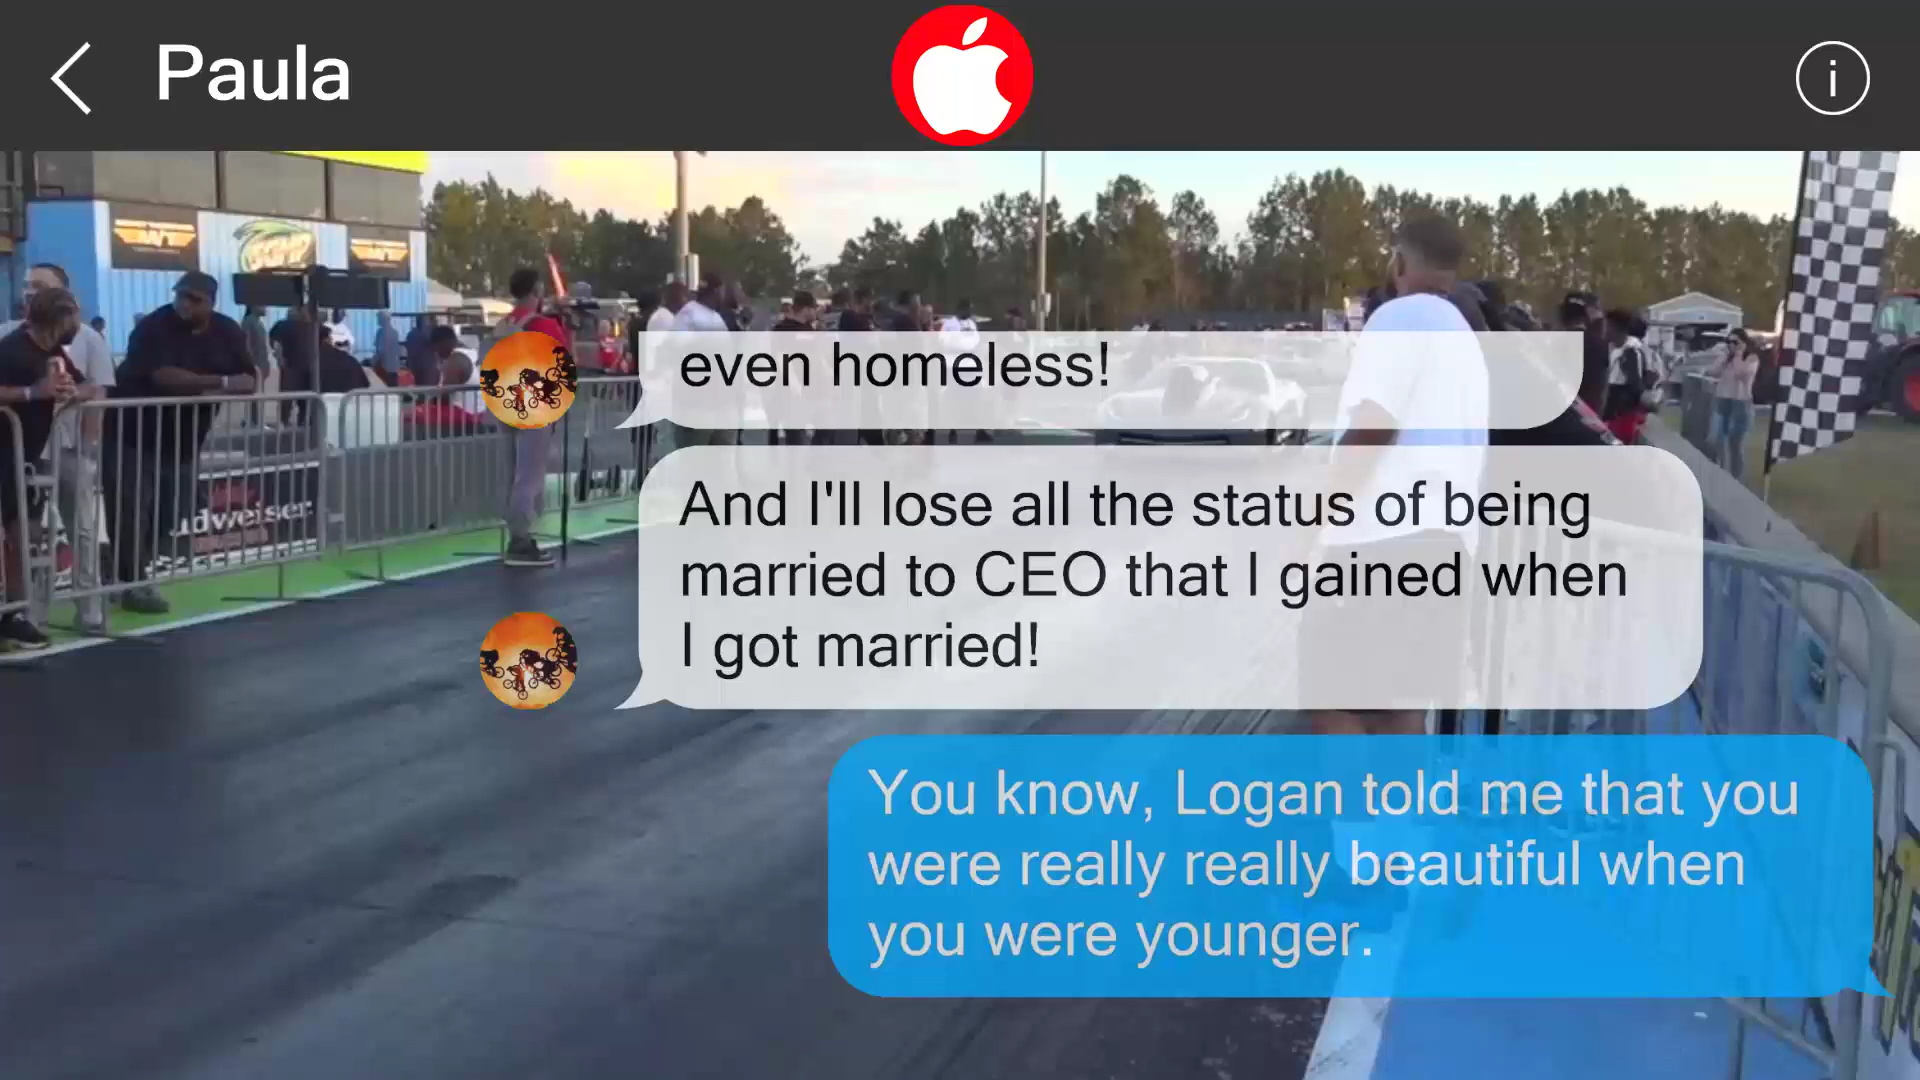 Paula
i
even homeless!
And I'll lose all the status of being
married to CEO that I gained when
I got married!
You know, Logan told me that you
were really really beautiful when
you were younger.